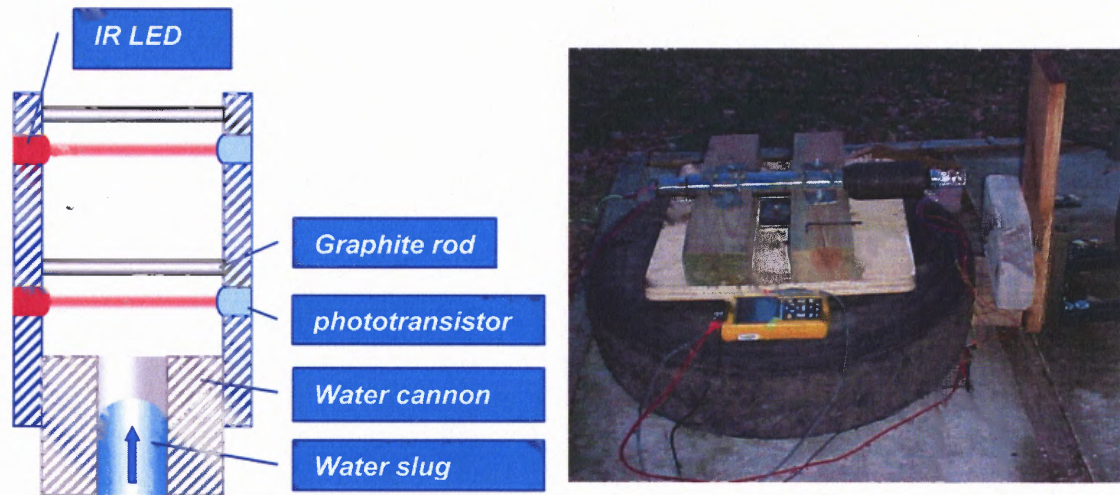 IR LED
Graphite rod
phototransistor
Water cannon
Water slug